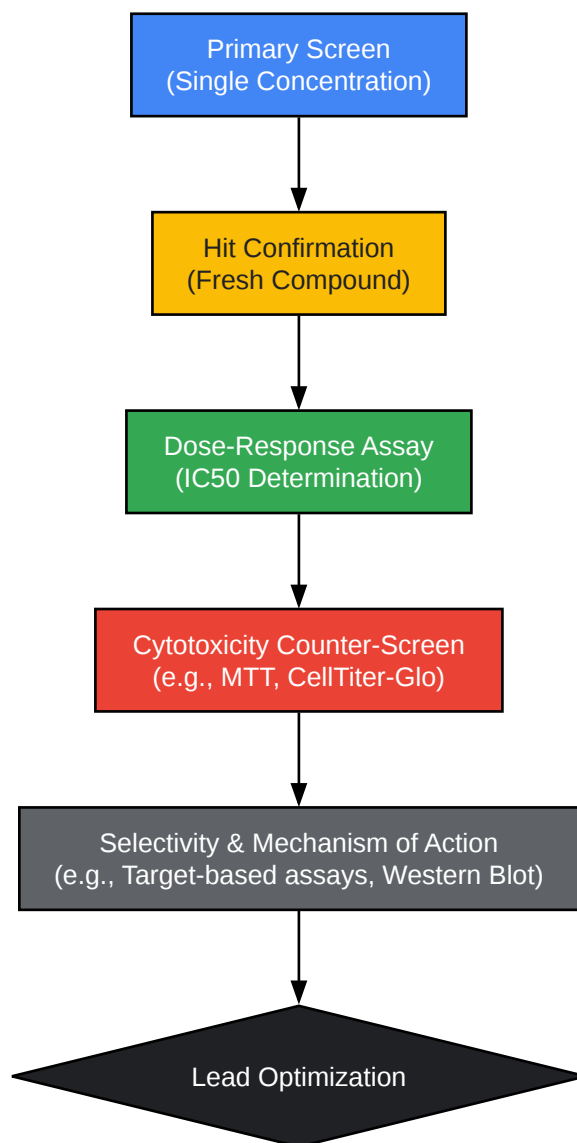 Primary Screen
(Single Concentration)
Hit Confirmation
(Fresh Compound)
Dose-Response Assay
(IC50 Determination)
Cytotoxicity Counter-Screen
(e.g., MTT, CellTiter-Glo)
Selectivity & Mechanism of Action
(e.g., Target-based assays, Western Blot)
Lead Optimization